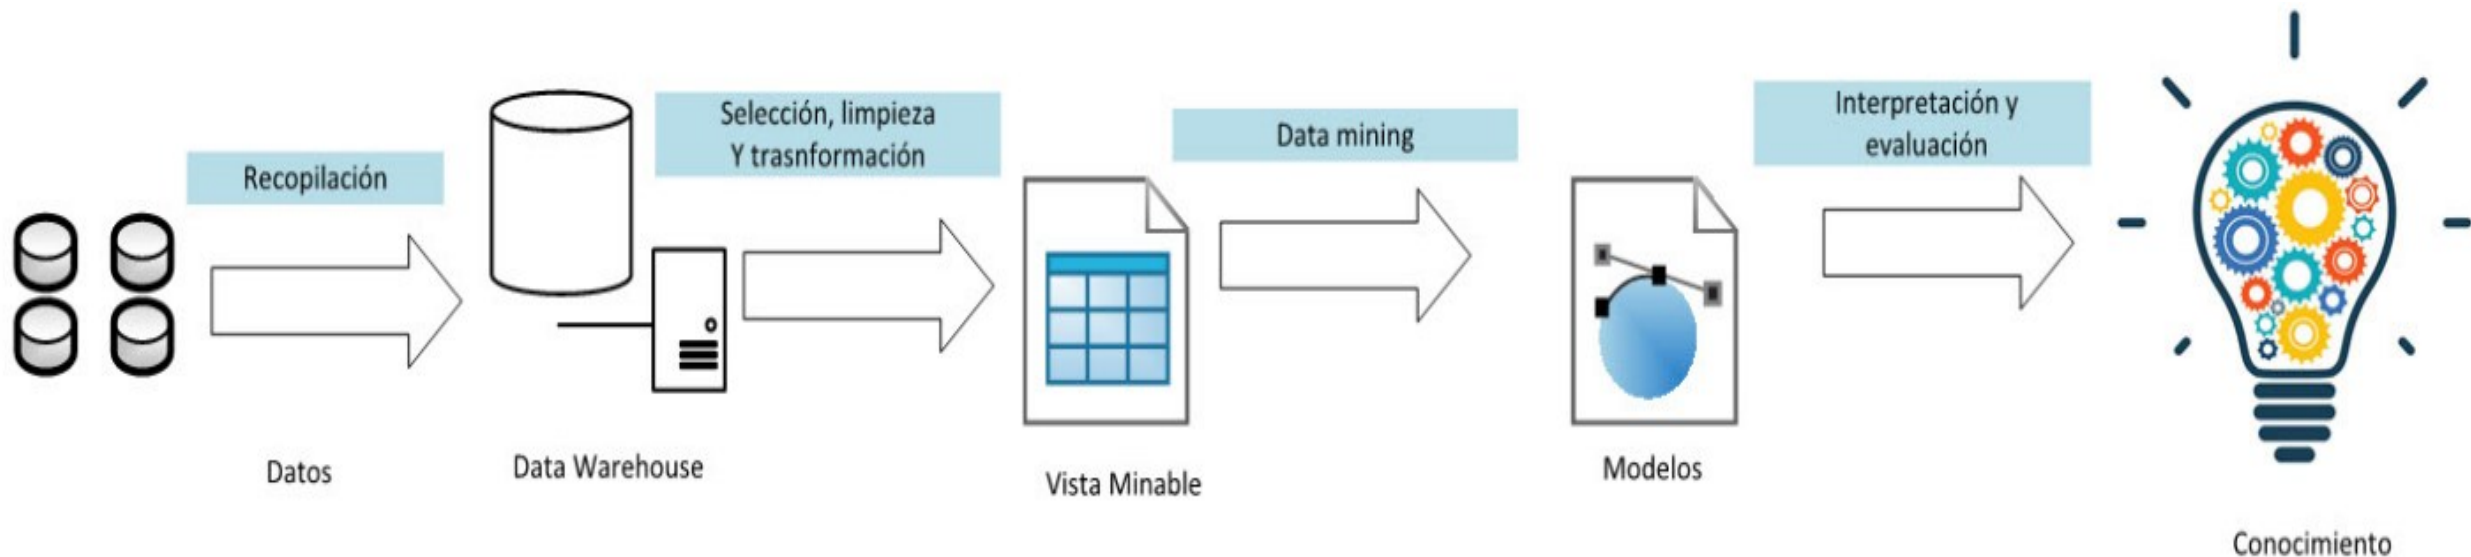 Recopilación
Selección, limpieza
Y trasnformación
Data mining
Interpretación y
evaluación
Datos
Data Warehouse
Vista Minable
Modelos
Conocimiento